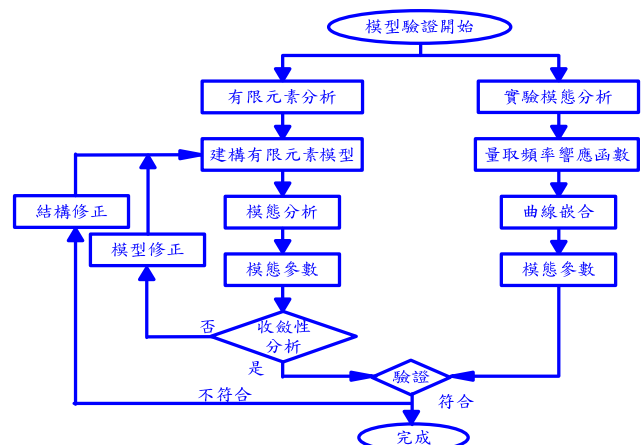 模型驗證開始
有限元素分析
實驗模態分析
建構有限元素模型
量取頻率響應函數
結構修正
模態分析
曲線嵌合
模型修正
模態參數
模態參數
否
收斂性
分析
是
驗證
不符合
符合
完成